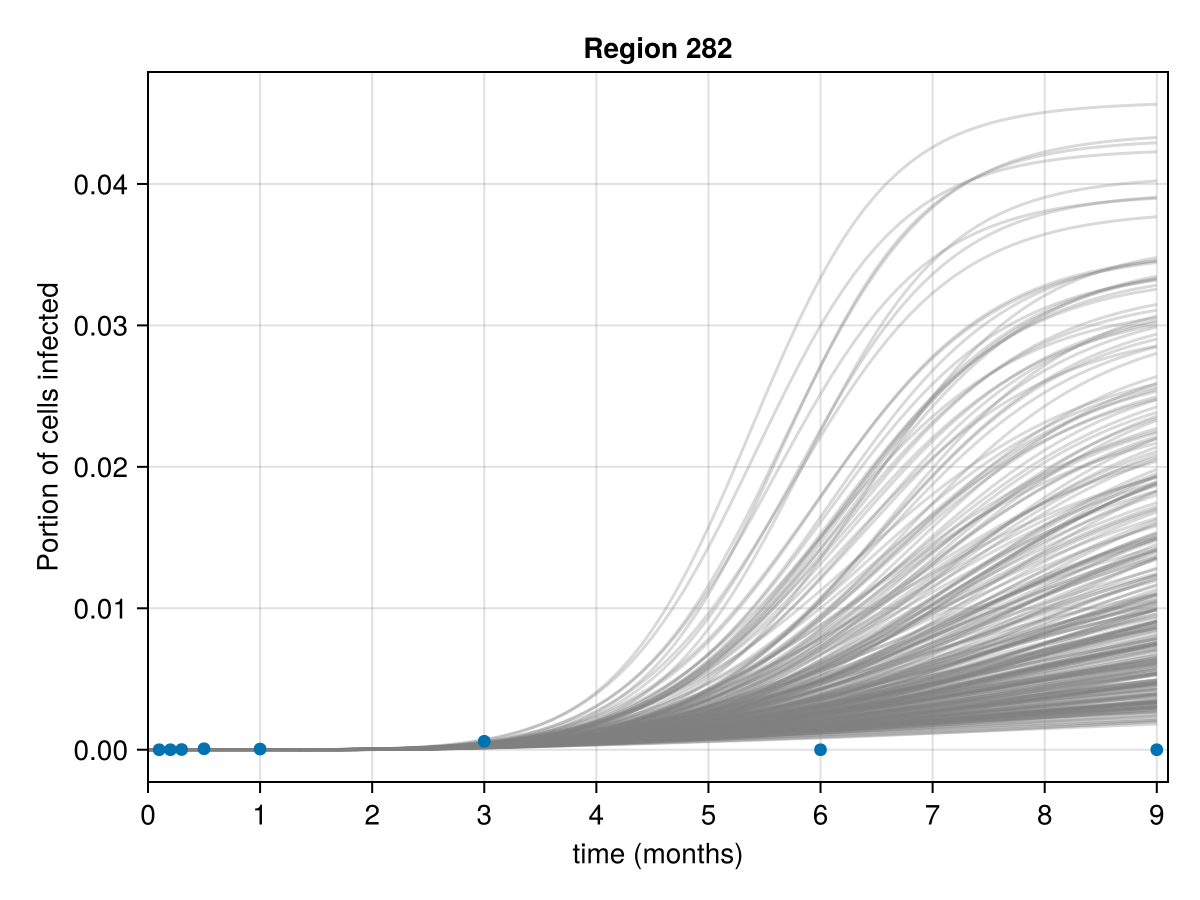 Region 282
Portion of cells infected
0.04
0.03
0.02
0.01
0.00
0 1 2 3 4 5 6 7 8 9
time (months)